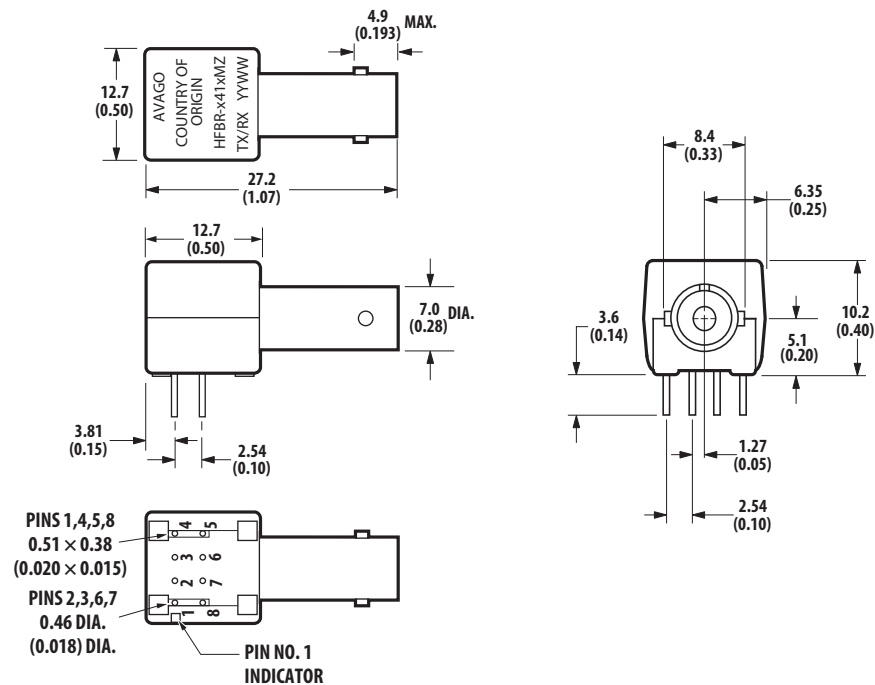 4.9
(0.193)
MAX.
12.7
(0.50)
AVAGO
COUNTRY OF
ORIGIN
HFBR-x41xMZ
TX/RX YYWW
27.2
(1.07)
8.4
(0.33)
6.35
(0.25)
12.7
(0.50)
7.0
(0.28)
DIA.
3.6
(0.14)
10.2
(0.40)
5.1
(0.20)
3.81
(0.15)
2.54
(0.10)
1.27
(0.05)
2.54
(0.10)
PINS 1,4,5,8
0.51 × 0.38
(0.020 × 0.015)
PINS 2,3,6,7
0.46 DIA.
(0.018) DIA.
4 5
3 6
2 7
1 8
PIN NO. 1
INDICATOR